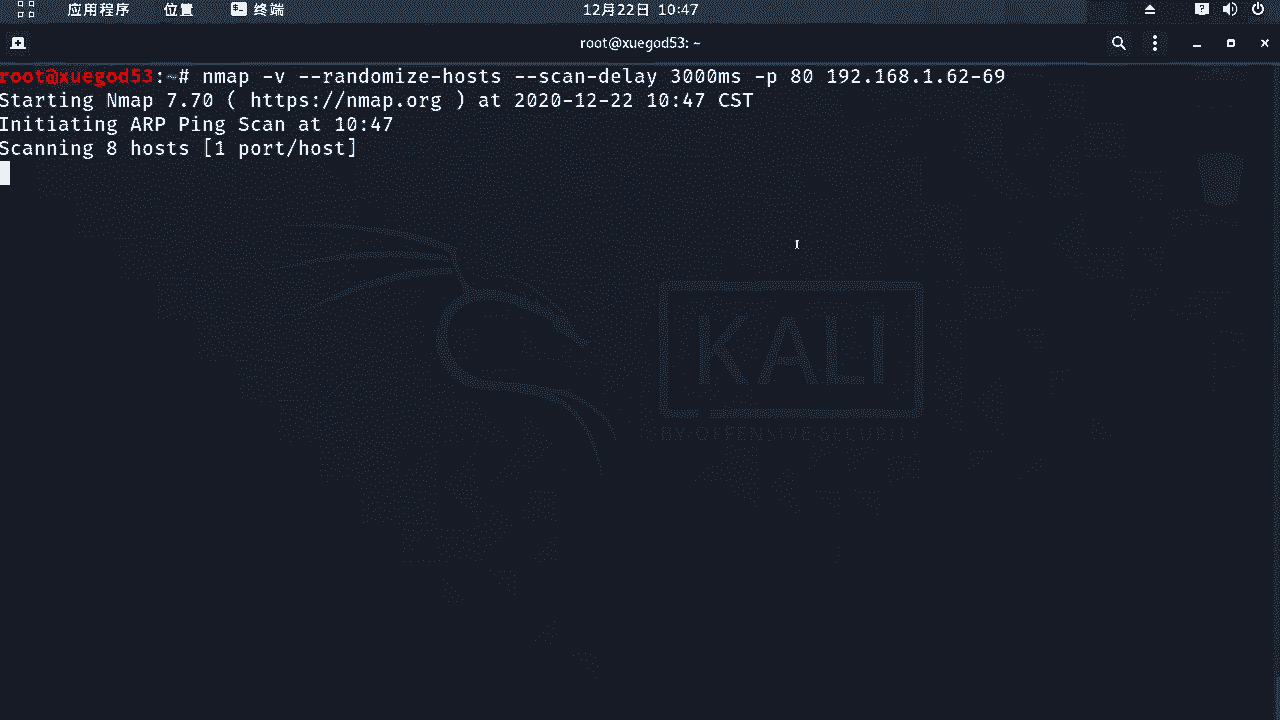 应用程序 位置 终端 12月22日 10:47
root@xuegod53: ~
root@xuegod53:~# nmap -v --randomize-hosts --scan-delay 3000ms -p 80 192.168.1.62-69
Starting Nmap 7.70 ( https://nmap.org ) at 2020-12-22 10:47 CST
Initiating ARP Ping Scan at 10:47
Scanning 8 hosts [1 port/host]
KALI
BY OFFENSIVE SECURITY